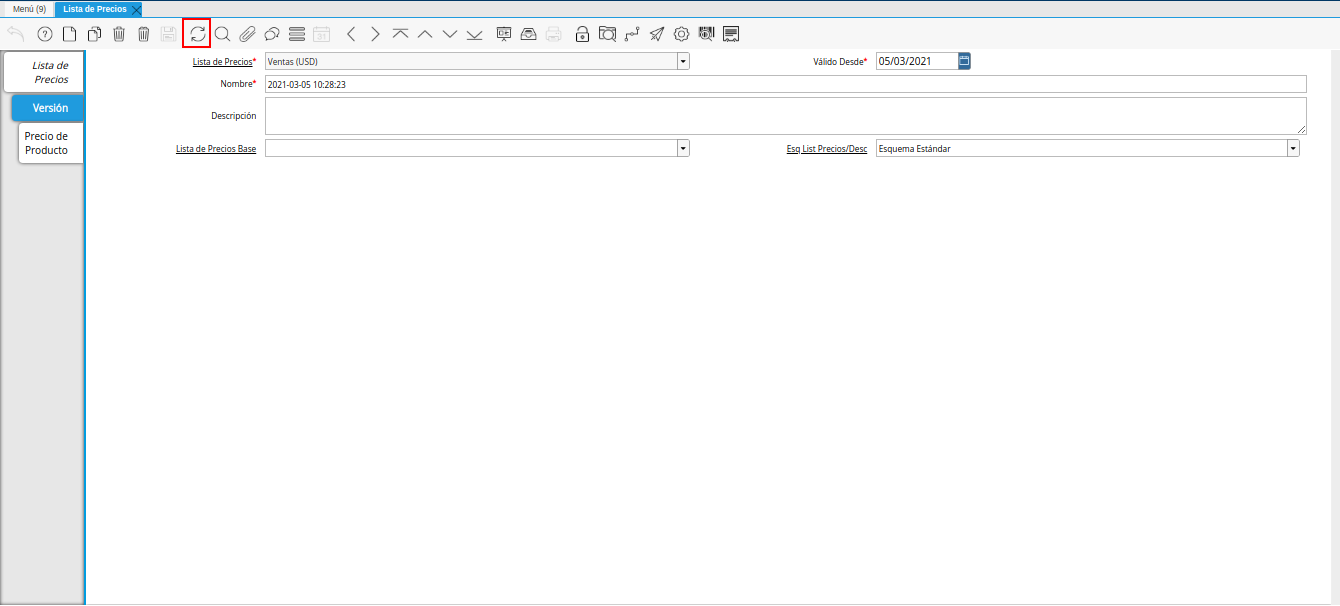 Menú (9) Lista de Precios
Lista de Precios
Versión
Precio de Producto
Lista de Precios* Ventas (USD) Válido Desde* 05/03/2021
Nombre* 2021-03-05 10:28:23
Descripción
Lista de Precios Base Esq List Precios/Desc Esquema Estándar